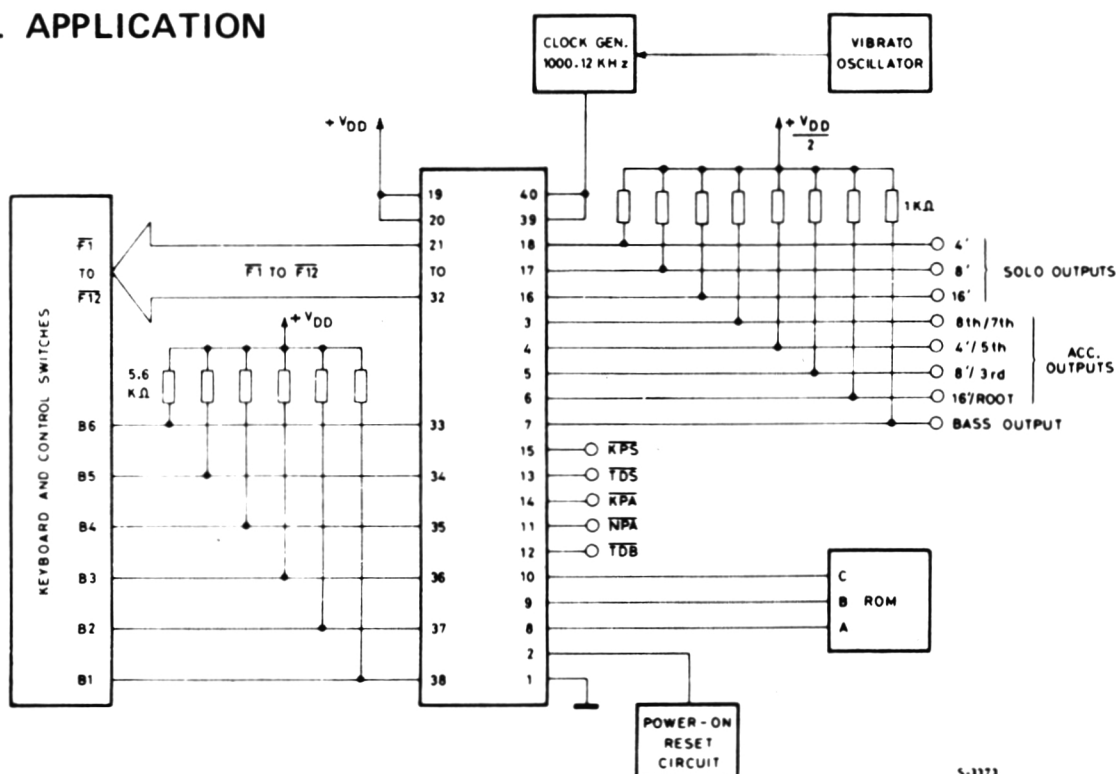 APPLICATION
CLOCK GEN.
1000.12 KHz
VIBRATO
OSCILLATOR
+ VDD
+ VDD
2
1KΩ
KEYBOARD AND CONTROL SWITCHES
F1
TO
F12
F1 TO F12
+ VDD
5.6
KΩ
B6
B5
B4
B3
B2
B1
19
20
21
TO
32
33
34
35
36
37
38
40
39
18
17
16
3
4
5
6
7
15
13
14
11
12
10
9
8
2
1
4'
8'
16'
SOLO OUTPUTS
8th/7th
4'/5th
8'/3rd
16'/ROOT
ACC.
OUTPUTS
BASS OUTPUT
KPS
TDS
KPA
NPA
TDB
C
B
A
ROM
POWER-ON
RESET
CIRCUIT